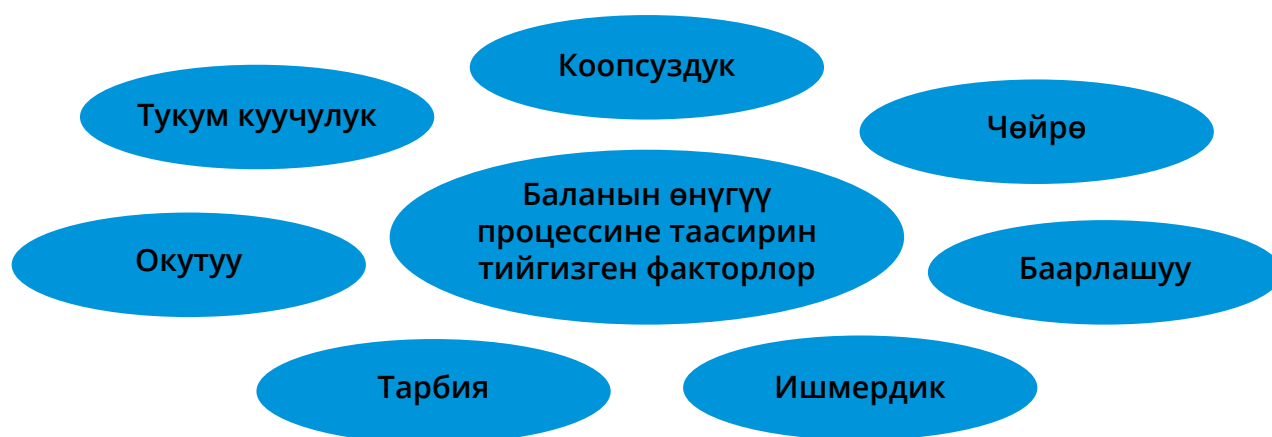 Коопсуздук
Тукум куучулук
Чөйрө
Баланын өнүгүү
процессине таасирин
тийгизген факторлор
Окутуу
Баарлашуу
Тарбия
Ишмердик